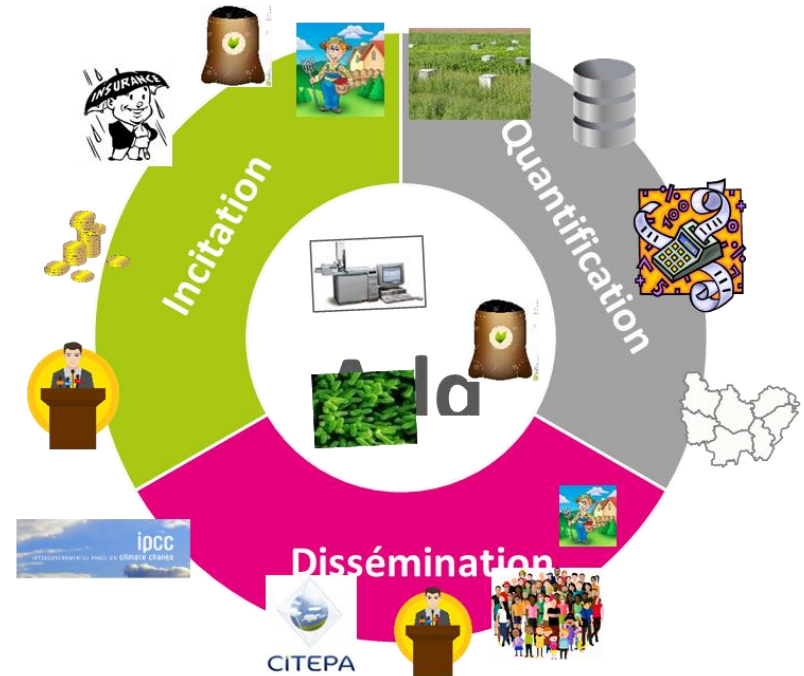 INSURANCE
Incitation
Quantification
ipcc
INTERGOVERNMENTAL PANEL ON climate change
Dissémination
CITEPA